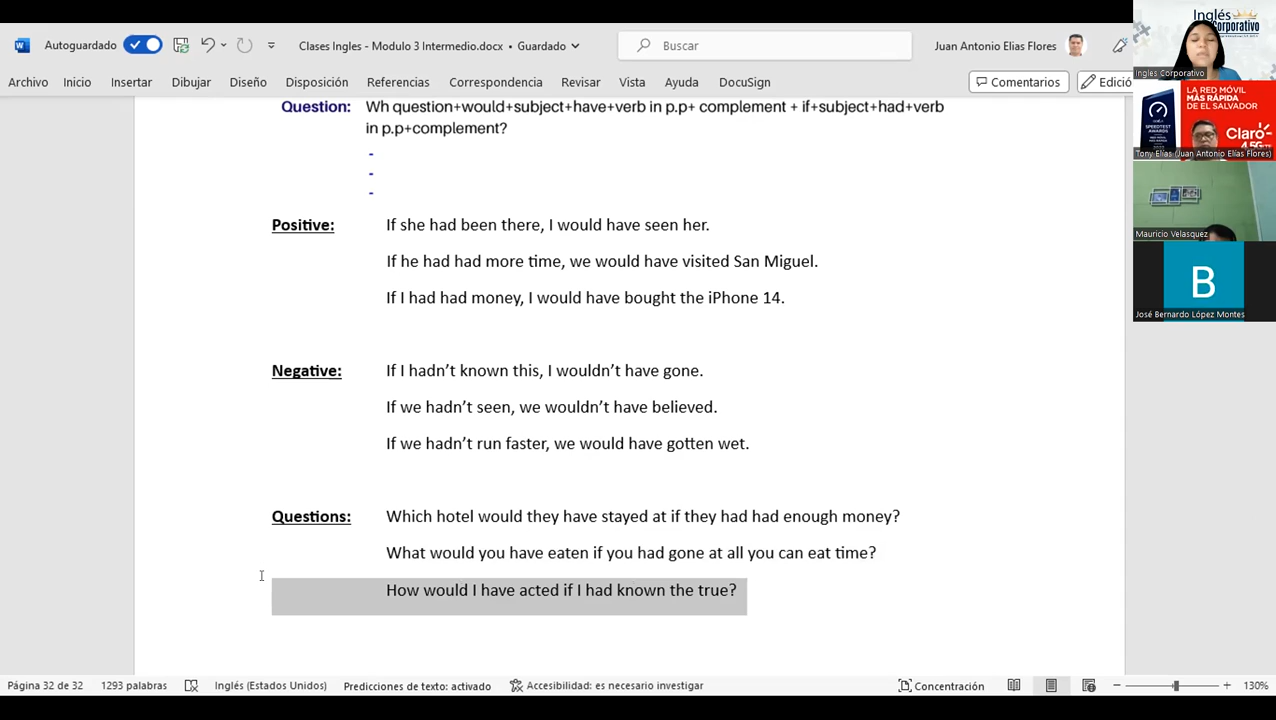 Autoguardado
Clases Ingles - Modulo 3 Intermedio.docx • Guardado
Buscar
Juan Antonio Elias Flores
Archivo Inicio Insertar Dibujar Diseño Disposición Referencias Correspondencia Revisar Vista Ayuda DocuSign Comentarios Edició
Question: Wh question+would+subject+have+verb in p.p+ complement + if+subject+had+verb
in p.p+complement?
-
-
-
Positive: If she had been there, I would have seen her.
If he had had more time, we would have visited San Miguel.
If I had had money, I would have bought the iPhone 14.
Negative: If I hadn't known this, I wouldn't have gone.
If we hadn't seen, we wouldn't have believed.
If we hadn't run faster, we would have gotten wet.
Questions: Which hotel would they have stayed at if they had had enough money?
What would you have eaten if you had gone at all you can eat time?
How would I have acted if I had known the true?
Página 32 de 32 1293 palabras Inglés (Estados Unidos) Predicciones de texto: activado Accesibilidad: es necesario investigar Concentración 130%
Inglés
Corporativo
Inglés Corporativo
LA RED MÓVIL
MÁS RÁPIDA
DE EL SALVADOR
SPEEDTEST
AWARDS
Claro
4.5G
Tony Elías (Juan Antonio Elías Flores)
Mauricio Velasquez
B
José Bernardo López Montes